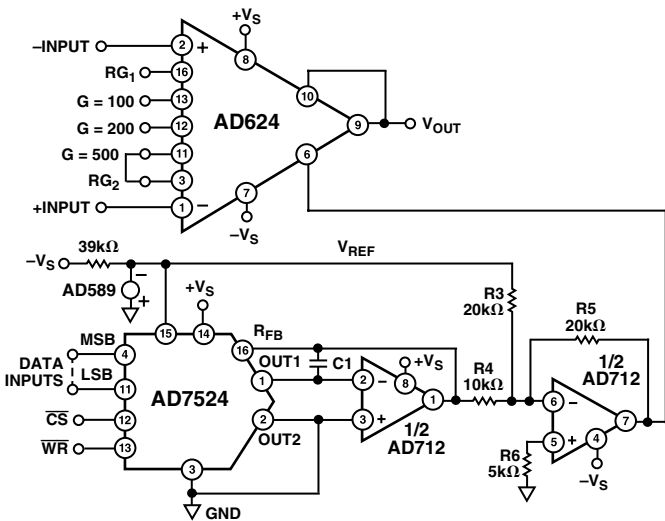 +VS
–INPUT
2
+
8
RG1
16
10
G = 100
13
AD624
G = 200
12
9
VOUT
G = 500
11
6
RG2
3
7
+INPUT
1
–
–VS
39kΩ
–VS
VREF
–
AD589
+
+VS
R3
20kΩ
R5
20kΩ
15
14
RFB
16
MSB
4
OUT1
C1
+VS
1/2
AD712
DATA
INPUTS
LSB
1
2
–
8
R4
10kΩ
6
–
11
AD7524
1
7
CS
12
2
3
+
5
+
4
OUT2
1/2
AD712
R6
5kΩ
WR
13
–VS
3
GND